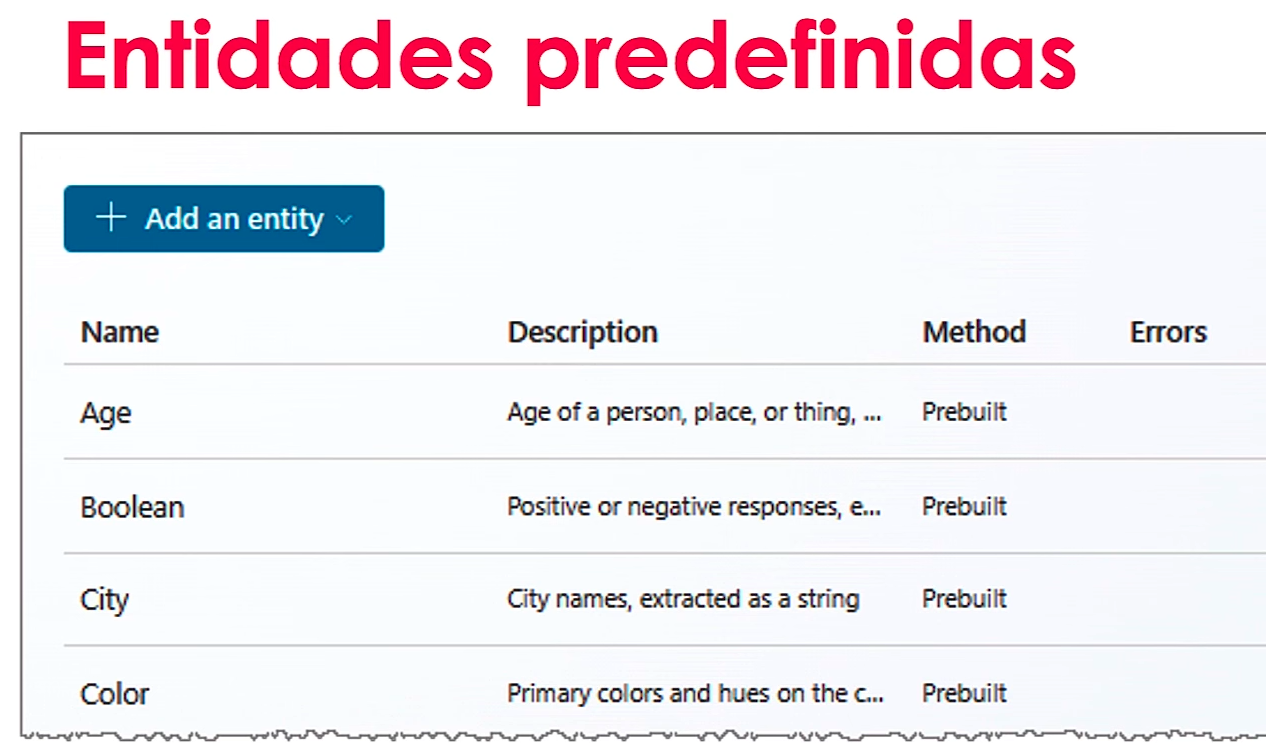 Entidades predefinidas
Add an entity
Name Description Method Errors
Age Age of a person, place, or thing, ... Prebuilt
Boolean Positive or negative responses, e... Prebuilt
City City names, extracted as a string Prebuilt
Color Primary colors and hues on the c... Prebuilt